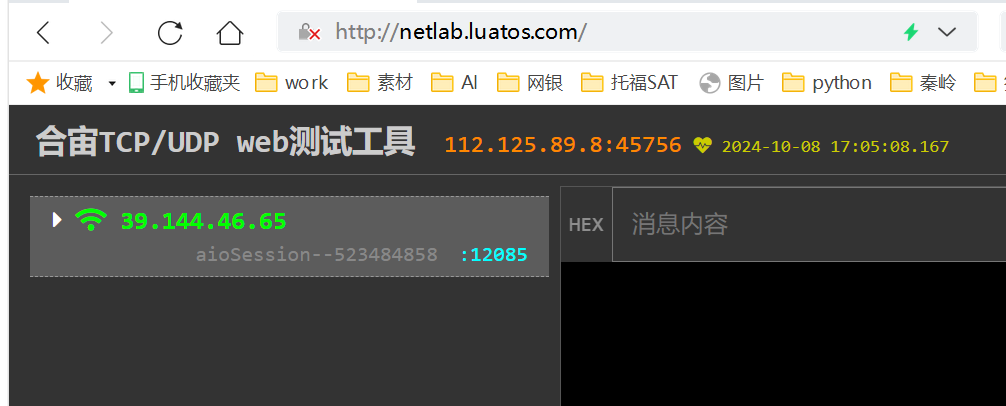 http://netlab.luatos.com/
收藏 手机收藏夹 work 素材 AI 网银 托福SAT 图片 python 秦岭
合宙TCP/UDP web测试工具 112.125.89.8:45756 2024-10-08 17:05:08.167
39.144.46.65
aioSession--523484858 :12085
HEX 消息内容